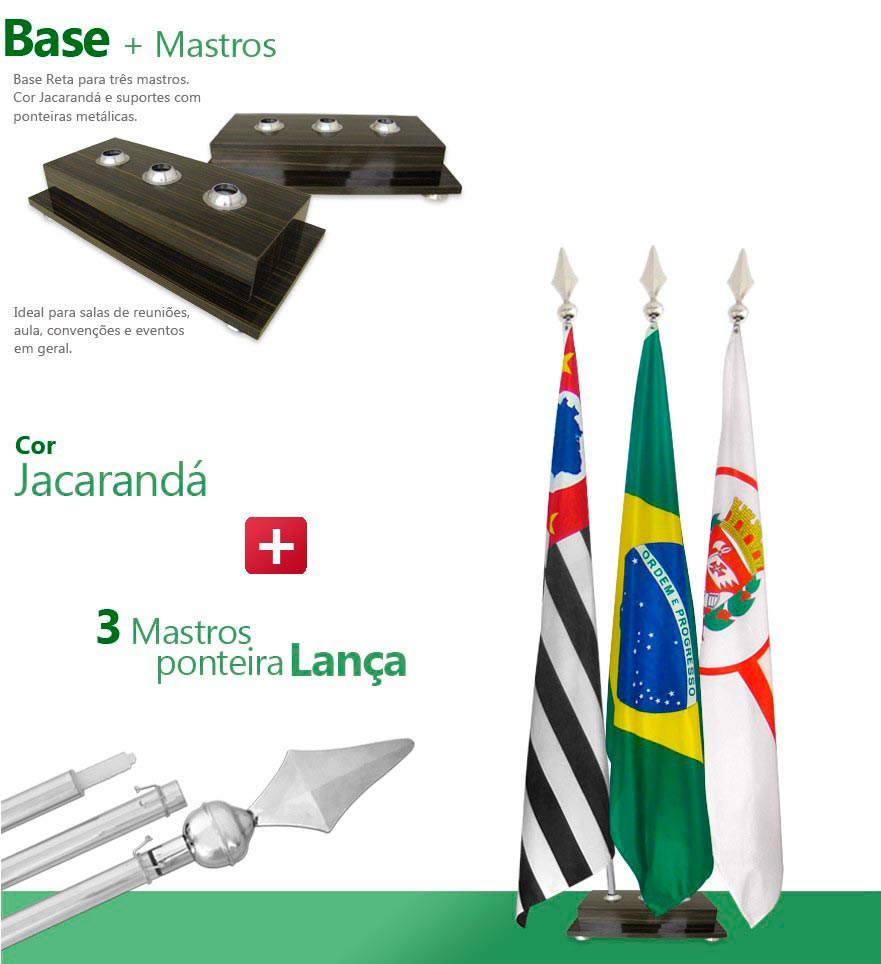 Base + Mastros
Base Reta para três mastros.
Cor Jacarandá e suportes com
ponteiras metálicas.
Ideal para salas de reuniões,
aula, convenções e eventos
em geral.
Cor
Jacarandá
3 Mastros
ponteira Lança
ORDEM E PROGRESSO